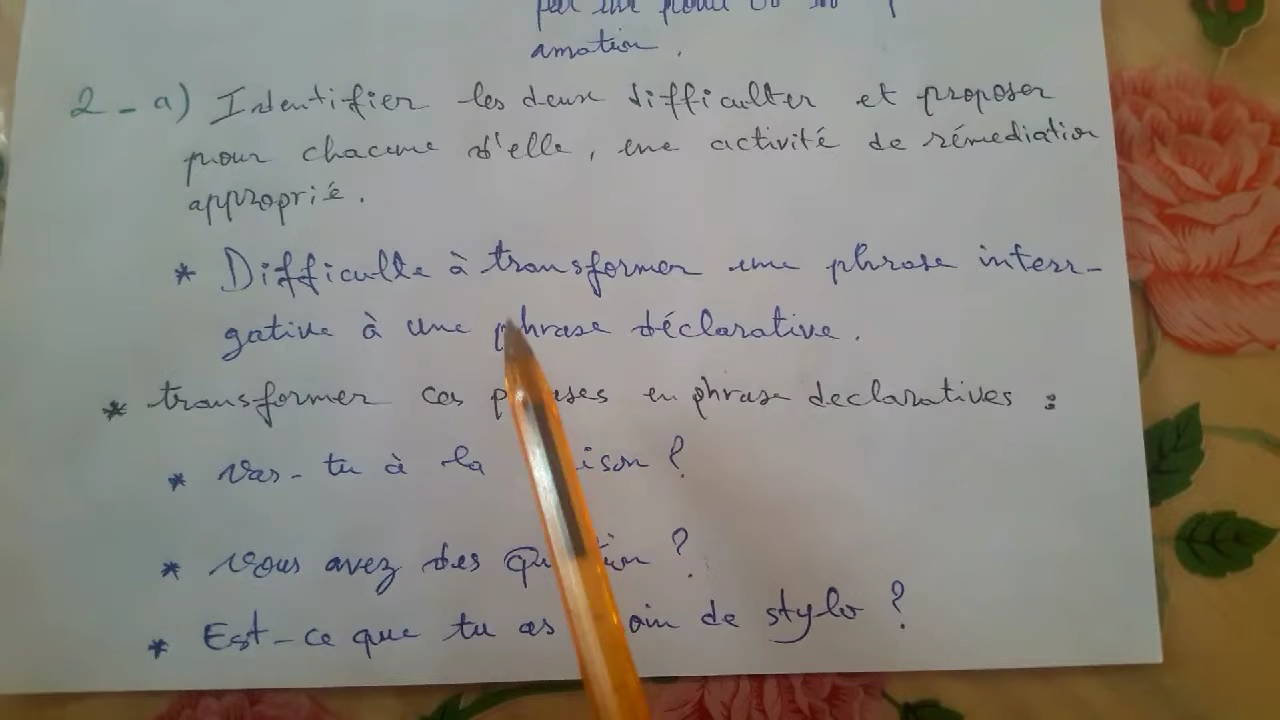 amation.
2-a) Identifier les deux difficulter et proposer
pour chacune d'elle, une activité de rémediation
approprié.
* Difficulte à transformer une phrase interr-
gative à une phrase déclarative.
* transformer ces en phrase declaratives :
* Vas-tu à la ?
* Vous avez des ?
* Est-ce que tu as de stylo ?